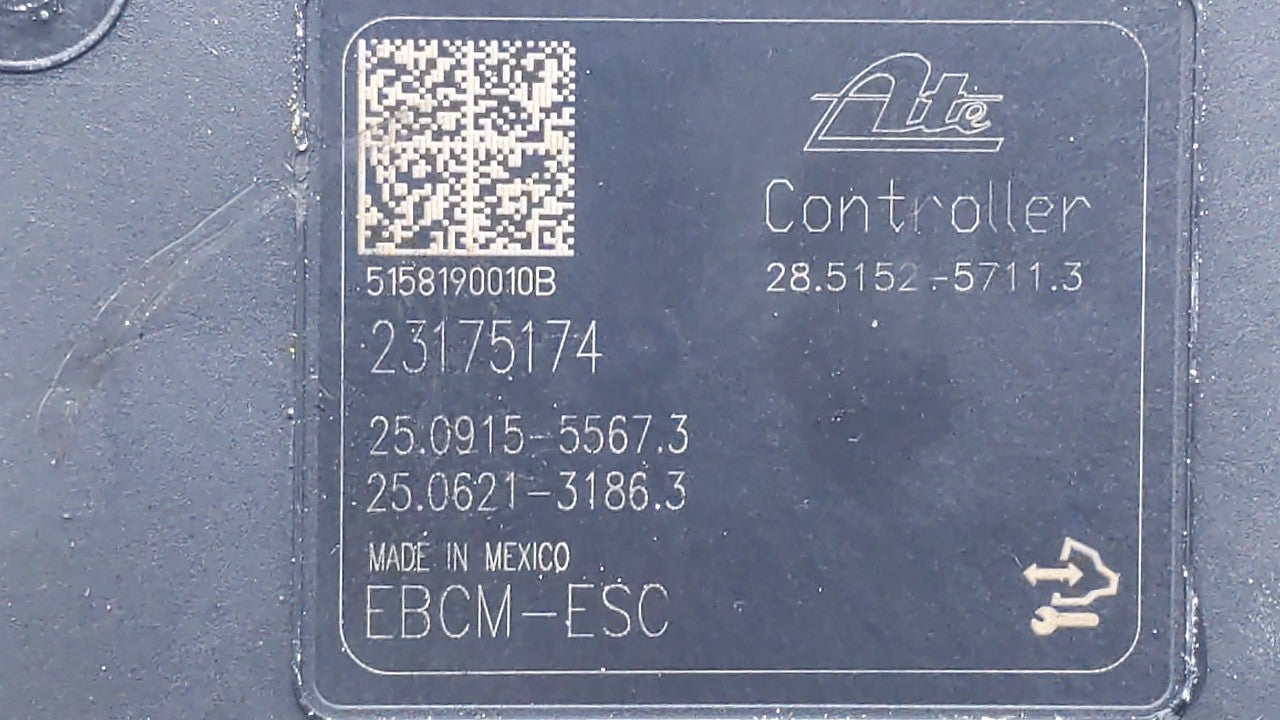 Ate
Controller
28.5152-5711.3
5158190010B
23175174
25.0915-5567.3
25.0621-3186.3
MADE IN MEXICO
EBCM-ESC